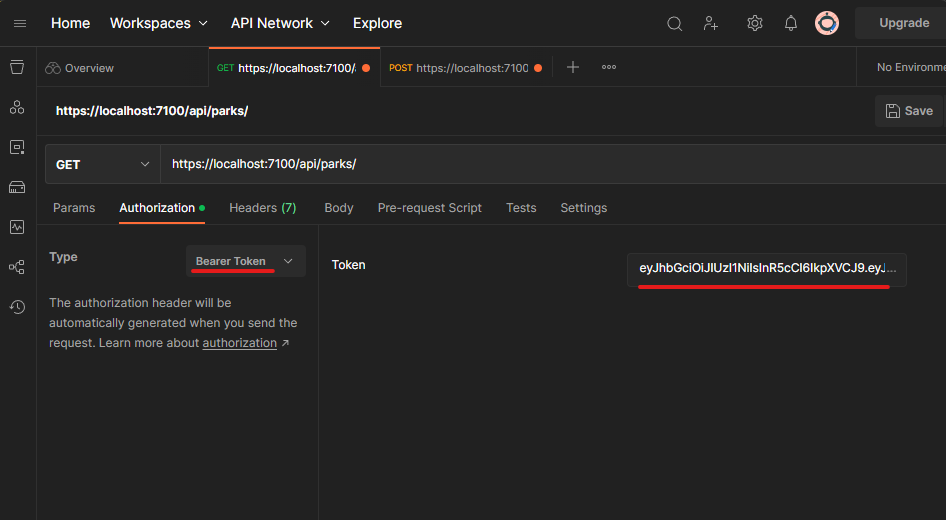 Home Workspaces API Network Explore Upgrade
Overview GET https://localhost:7100/ POST https://localhost:7100 No Environme
https://localhost:7100/api/parks/ Save
GET https://localhost:7100/api/parks/
Params Authorization Headers (7) Body Pre-request Script Tests Settings
Type Bearer Token
Token eyJhbGciOiJIUzI1NiIsInR5cCI6IkpXVCJ9.eyJ...
The authorization header will be
automatically generated when you send the
request. Learn more about authorization ↗